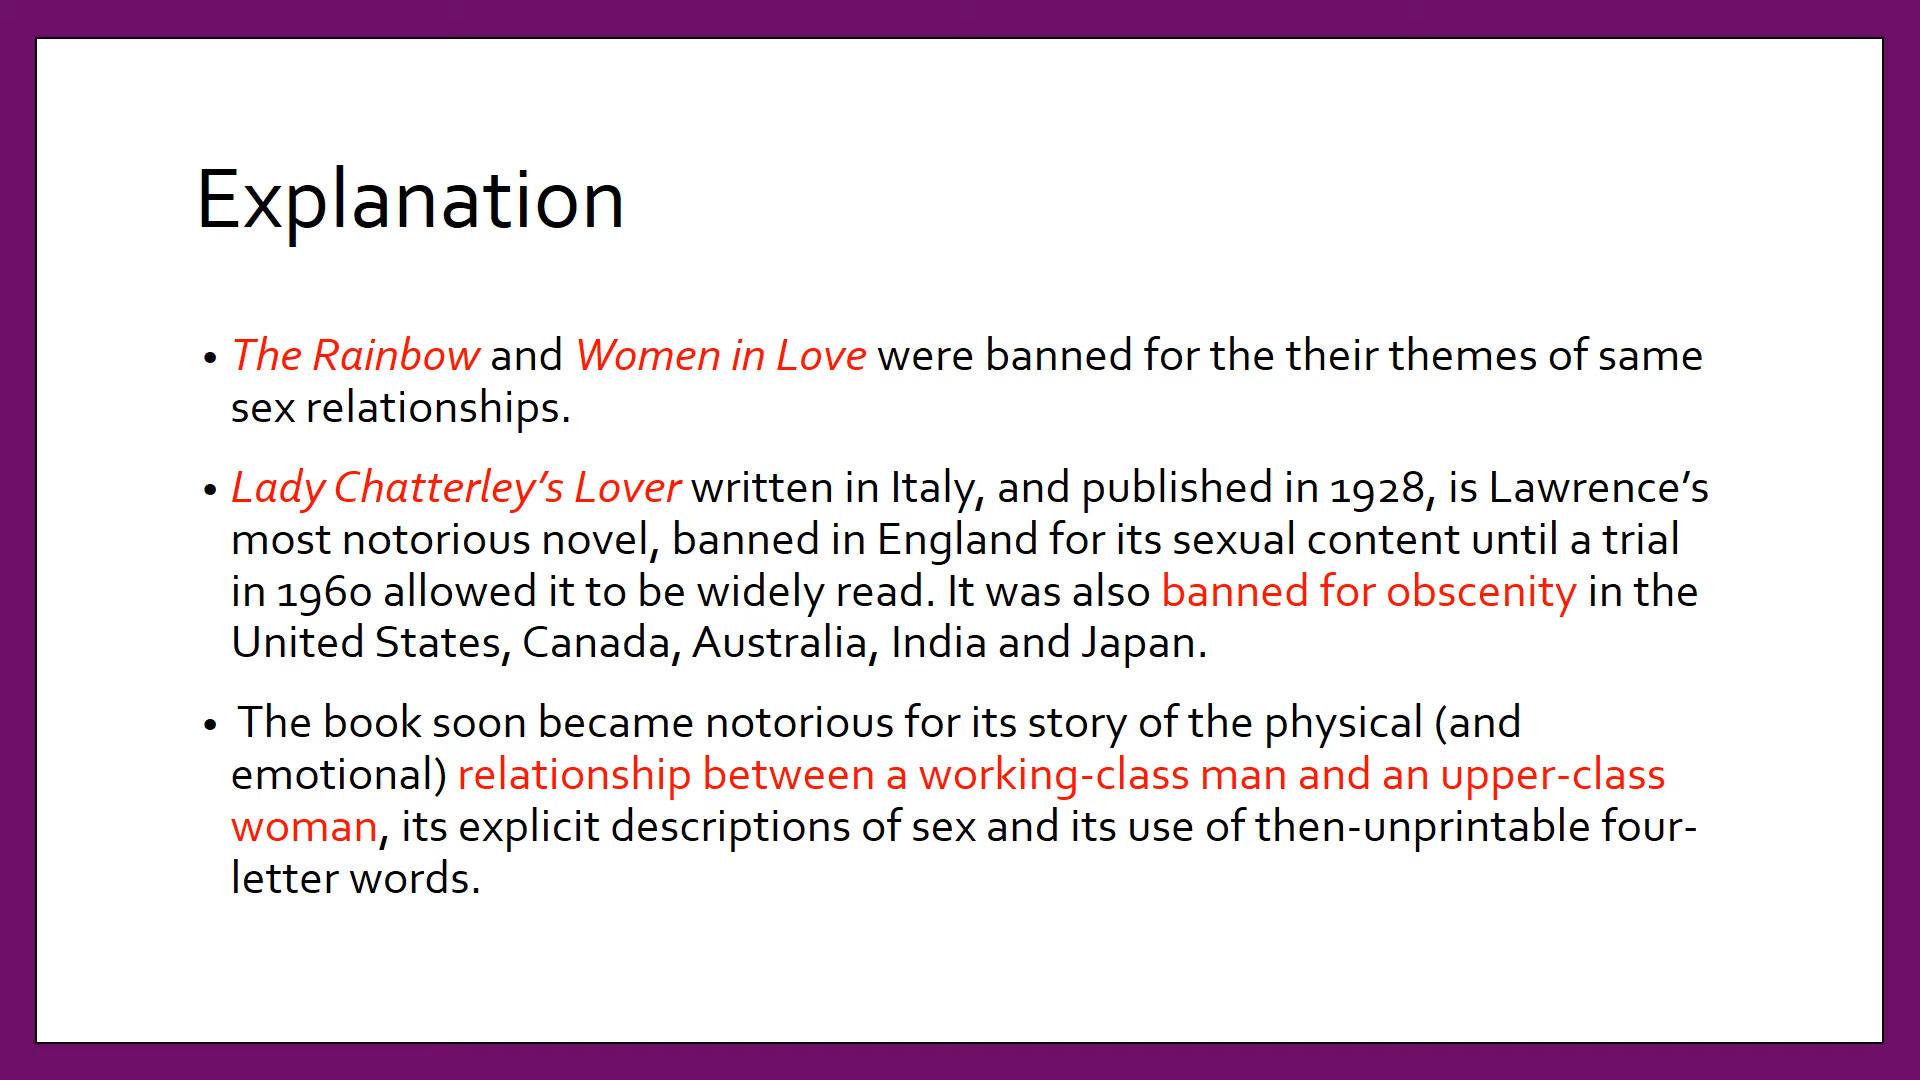 Explanation
• The Rainbow and Women in Love were banned for the their themes of same
sex relationships.
• Lady Chatterley’s Lover written in Italy, and published in 1928, is Lawrence’s
most notorious novel, banned in England for its sexual content until a trial
in 1960 allowed it to be widely read. It was also banned for obscenity in the
United States, Canada, Australia, India and Japan.
• The book soon became notorious for its story of the physical (and
emotional) relationship between a working-class man and an upper-class
woman, its explicit descriptions of sex and its use of then-unprintable four-
letter words.